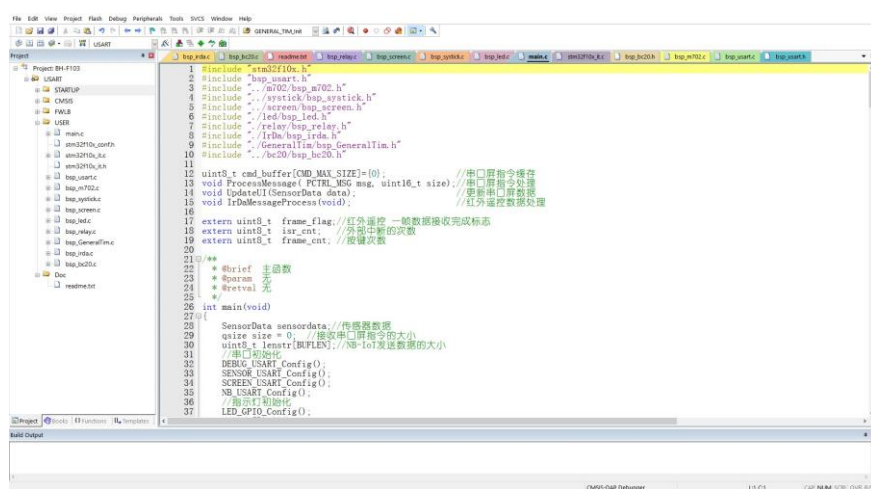 File Edit View Project Flash Debug Peripherals Tools SVCS Window Help
GENERAL_TIM_Init
USART
Project
bsp_irda.c bsp_bc20.c readme.txt bsp_relay.c bsp_screen.c bsp_systick.c bsp_led.c main.c stm32f10x_it.c bsp_bc20.h bsp_m702.c bsp_usart.c bsp_usart.h
Project: BH-F103
USART
STARTUP
CMSIS
FWLB
USER
main.c
stm32f10x_conf.h
stm32f10x_it.c
stm32f10x_it.h
bsp_usart.c
bsp_m702.c
bsp_systick.c
bsp_screen.c
bsp_led.c
bsp_relay.c
bsp_GeneralTim.c
bsp_irda.c
bsp_bc20.c
Doc
readme.txt
1 #include "stm32f10x.h"
2 #include "bsp_usart.h"
3 #include "../m702/bsp_m702.h"
4 #include "../systick/bsp_systick.h"
5 #include "../screen/bsp_screen.h"
6 #include "./led/bsp_led.h"
7 #include "./relay/bsp_relay.h"
8 #include "./IrDa/bsp_irda.h"
9 #include "./GeneralTim/bsp_GeneralTim.h"
10 #include "../bc20/bsp_bc20.h"
11
12 uint8_t cmd_buffer[CMD_MAX_SIZE]={0}; //串口屏指令缓存
13 void ProcessMessage( PCTRL_MSG msg, uint16_t size);//串口屏指令处理
14 void UpdateUI(SensorData data); //更新串口屏数据
15 void IrDaMessageProcess(void); //红外遥控数据处理
16
17 extern uint8_t frame_flag;//红外遥控 一帧数据接收完成标志
18 extern uint8_t isr_cnt; //外部中断的次数
19 extern uint8_t frame_cnt; //按键次数
20
21 /**
22 * @brief 主函数
23 * @param 无
24 * @retval 无
25 */
26 int main(void)
27 {
28 SensorData sensordata;//传感器数据
29 qsize size = 0; //接收串口屏指令的大小
30 uint8_t lenstr[BUFLEN];//NB-IoT发送数据的大小
31 //串口初始化
32 DEBUG_USART_Config();
33 SENSOR_USART_Config();
34 SCREEN_USART_Config();
35 NB_USART_Config();
36 //指示灯初始化
37 LED_GPIO_Config();
Project Books Functions Templates
Build Output
CMSIS-DAP Debugger L:1 C:1 CAP NUM SCRL OVR R/W